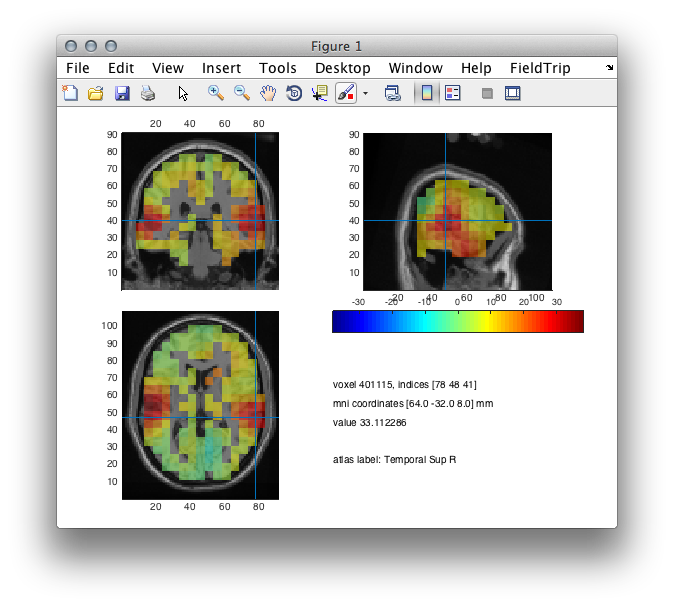 Figure 1
File Edit View Insert Tools Desktop Window Help FieldTrip
20 40 60 80
90
80
70
60
50
40
30
20
10
90
80
70
60
50
40
30
20
10
20 40 60 80 100
-30 -20 -10 0 10 20 30
100
90
80
70
60
50
40
30
20
10
20 40 60 80
voxel 401115, indices [78 48 41]
mni coordinates [64.0 -32.0 8.0] mm
value 33.112286
atlas label: Temporal Sup R